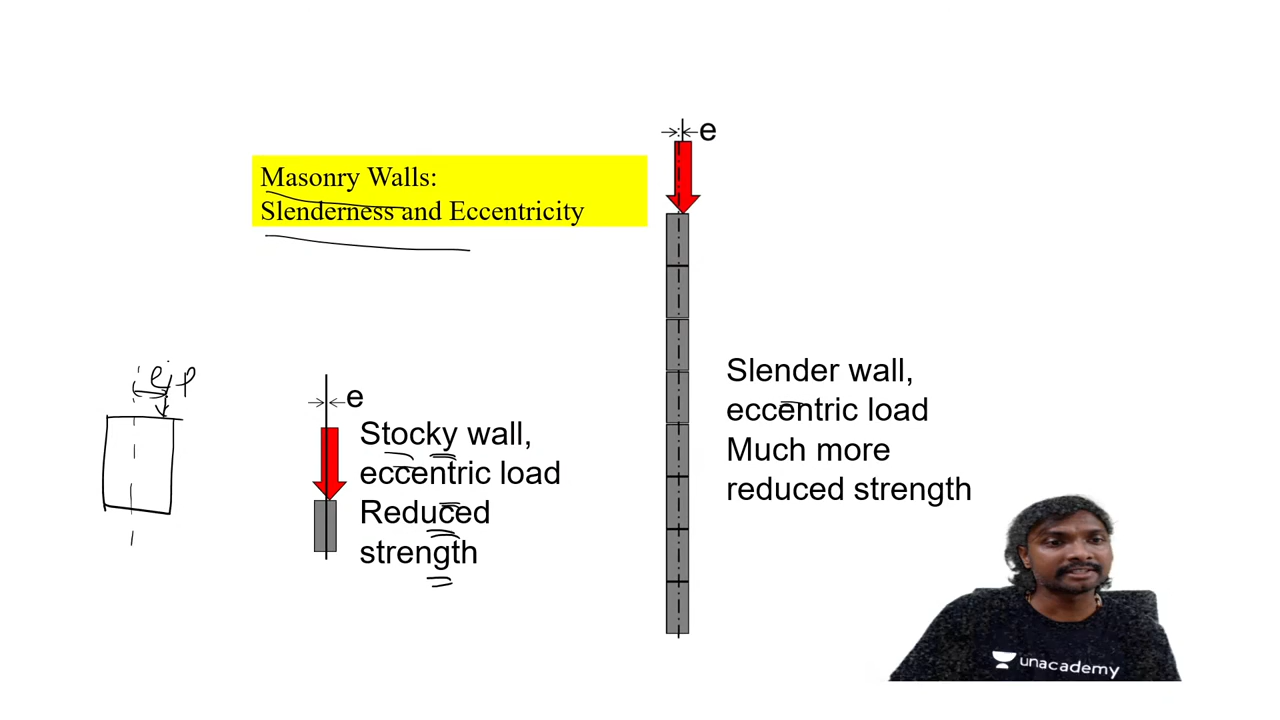 Masonry Walls:
Slenderness and Eccentricity
e
e
Stocky wall,
eccentric load
Reduced
strength
e P
Slender wall,
eccentric load
Much more
reduced strength
unacademy